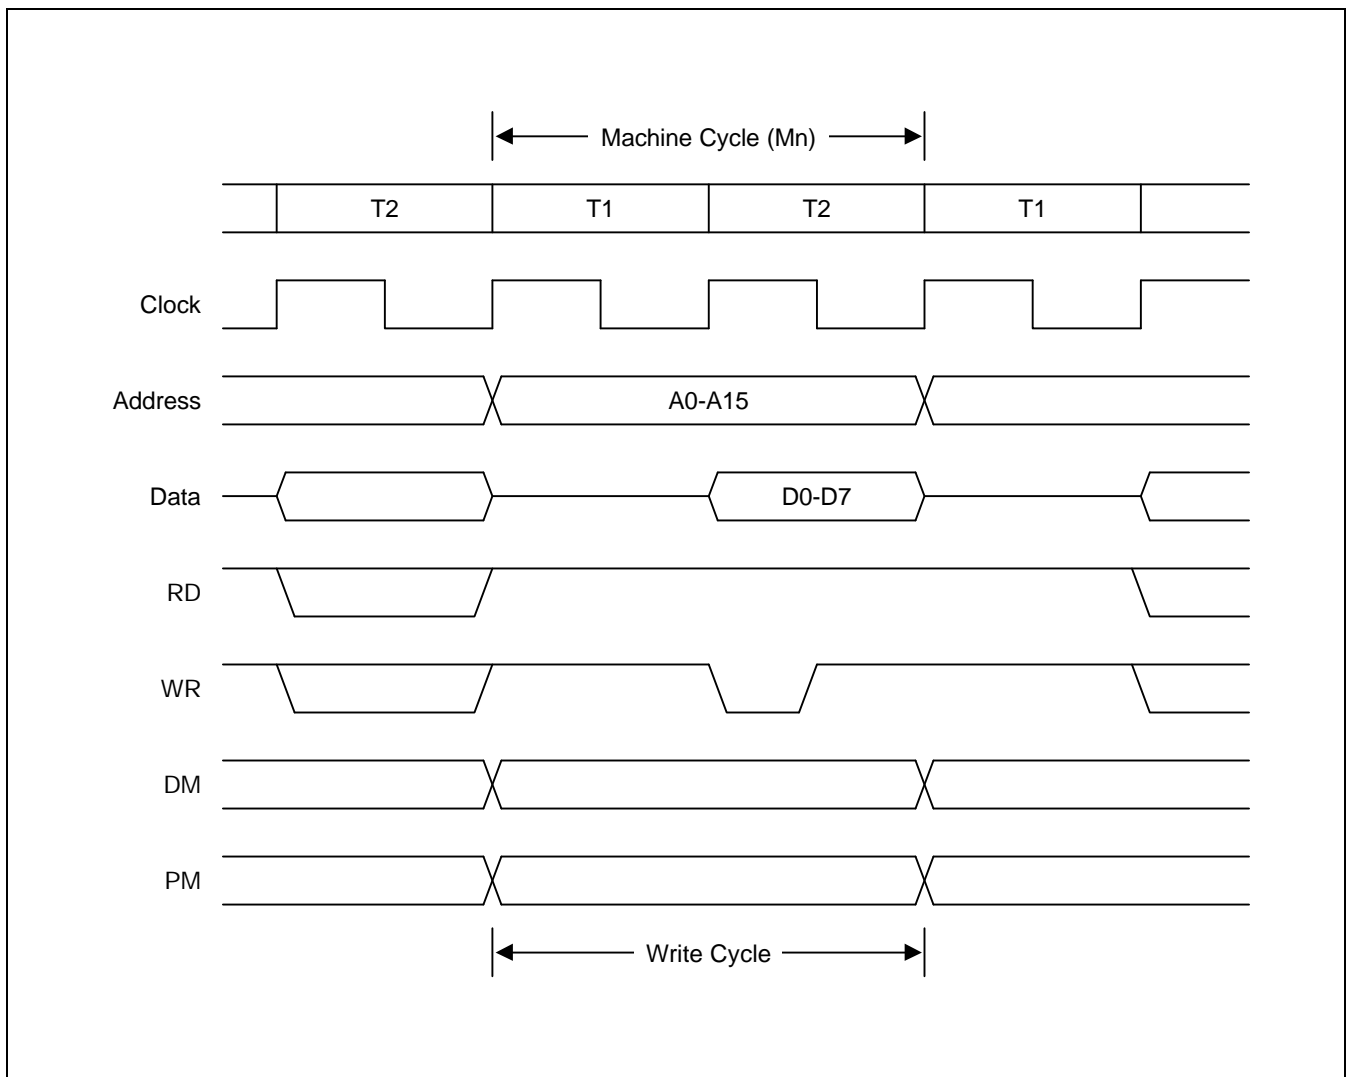 Machine Cycle (Mn)
T2 T1 T2 T1
Clock
Address A0-A15
Data D0-D7
RD
WR
DM
PM
Write Cycle